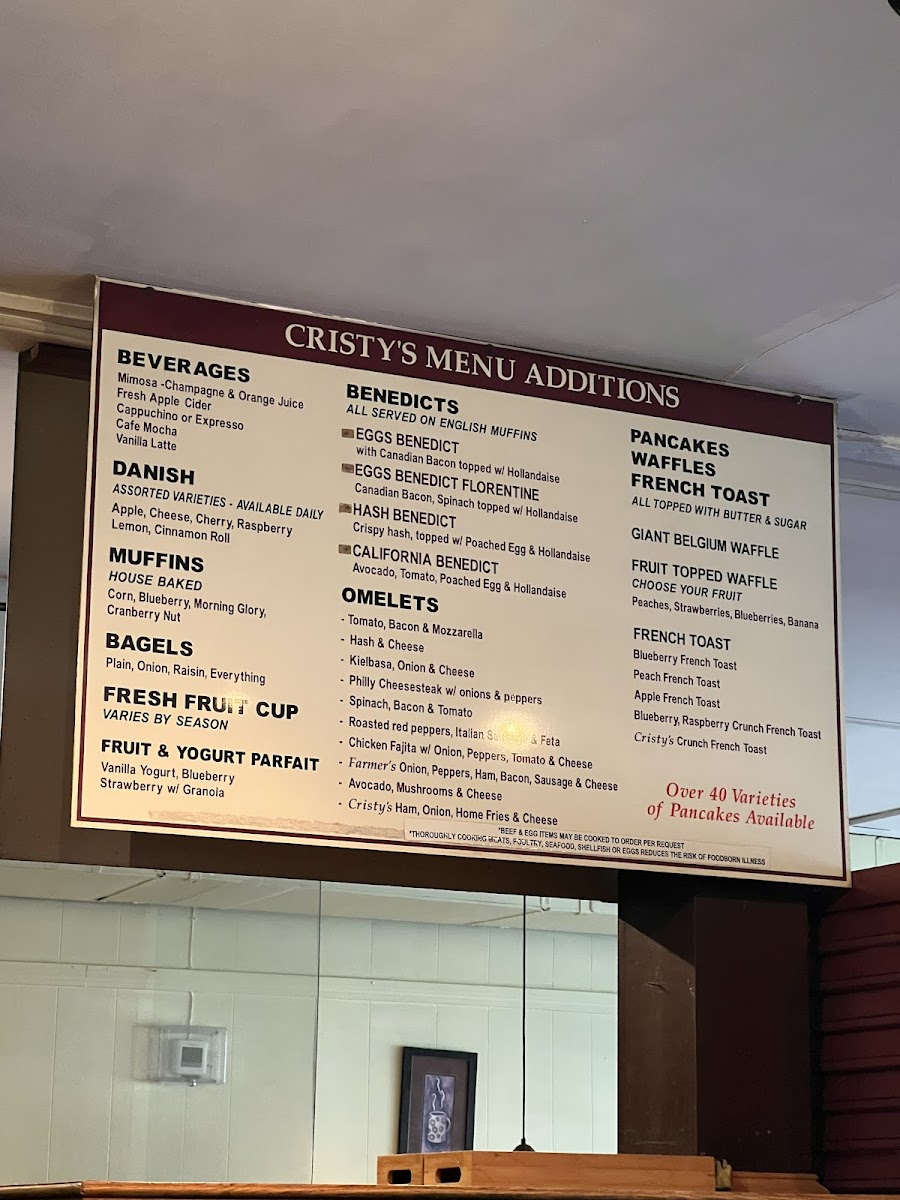 CRISTY'S MENU ADDITIONS
BEVERAGES
Mimosa -Champagne & Orange Juice
Fresh Apple Cider
Cappuchino or Expresso
Cafe Mocha
Vanilla Latte
DANISH
ASSORTED VARIETIES - AVAILABLE DAILY
Apple, Cheese, Cherry, Raspberry
Lemon, Cinnamon Roll
MUFFINS
HOUSE BAKED
Corn, Blueberry, Morning Glory,
Cranberry Nut
BAGELS
Plain, Onion, Raisin, Everything
FRESH FRUIT CUP
VARIES BY SEASON
FRUIT & YOGURT PARFAIT
Vanilla Yogurt, Blueberry
Strawberry w/ Granola
BENEDICTS
ALL SERVED ON ENGLISH MUFFINS
EGGS BENEDICT
with Canadian Bacon topped w/ Hollandaise
EGGS BENEDICT FLORENTINE
Canadian Bacon, Spinach topped w/ Hollandaise
HASH BENEDICT
Crispy hash, topped w/ Poached Egg & Hollandaise
CALIFORNIA BENEDICT
Avocado, Tomato, Poached Egg & Hollandaise
OMELETS
- Tomato, Bacon & Mozzarella
- Hash & Cheese
- Kielbasa, Onion & Cheese
- Philly Cheesesteak w/ onions & peppers
- Spinach, Bacon & Tomato
- Roasted red peppers, Italian Sausage & Feta
- Chicken Fajita w/ Onion, Peppers, Tomato & Cheese
- Farmer's Onion, Peppers, Ham, Bacon, Sausage & Cheese
- Avocado, Mushrooms & Cheese
- Cristy's Ham, Onion, Home Fries & Cheese
PANCAKES
WAFFLES
FRENCH TOAST
ALL TOPPED WITH BUTTER & SUGAR
GIANT BELGIUM WAFFLE
FRUIT TOPPED WAFFLE
CHOOSE YOUR FRUIT
Peaches, Strawberries, Blueberries, Banana
FRENCH TOAST
Blueberry French Toast
Peach French Toast
Apple French Toast
Blueberry, Raspberry Crunch French Toast
Cristy's Crunch French Toast
Over 40 Varieties
of Pancakes Available
*BEEF & EGG ITEMS MAY BE COOKED TO ORDER PER REQUEST
*THOROUGHLY COOKING MEATS, POULTRY, SEAFOOD, SHELLFISH OR EGGS REDUCES THE RISK OF FOODBORN ILLNESS